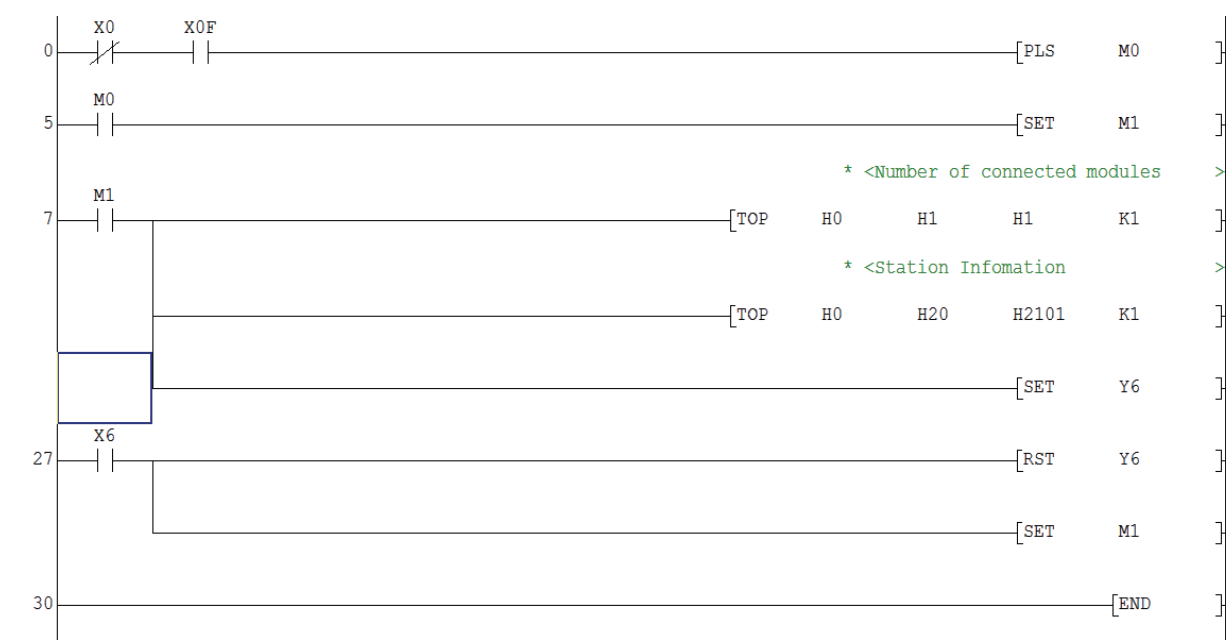 X0 X0F
0 [PLS M0 ]
M0
5 [SET M1 ]
* <Number of connected modules >
M1
7 [TOP H0 H1 H1 K1 ]
* <Station Infomation >
[TOP H0 H20 H2101 K1 ]
[SET Y6 ]
X6
27 [RST Y6 ]
[SET M1 ]
30 [END ]